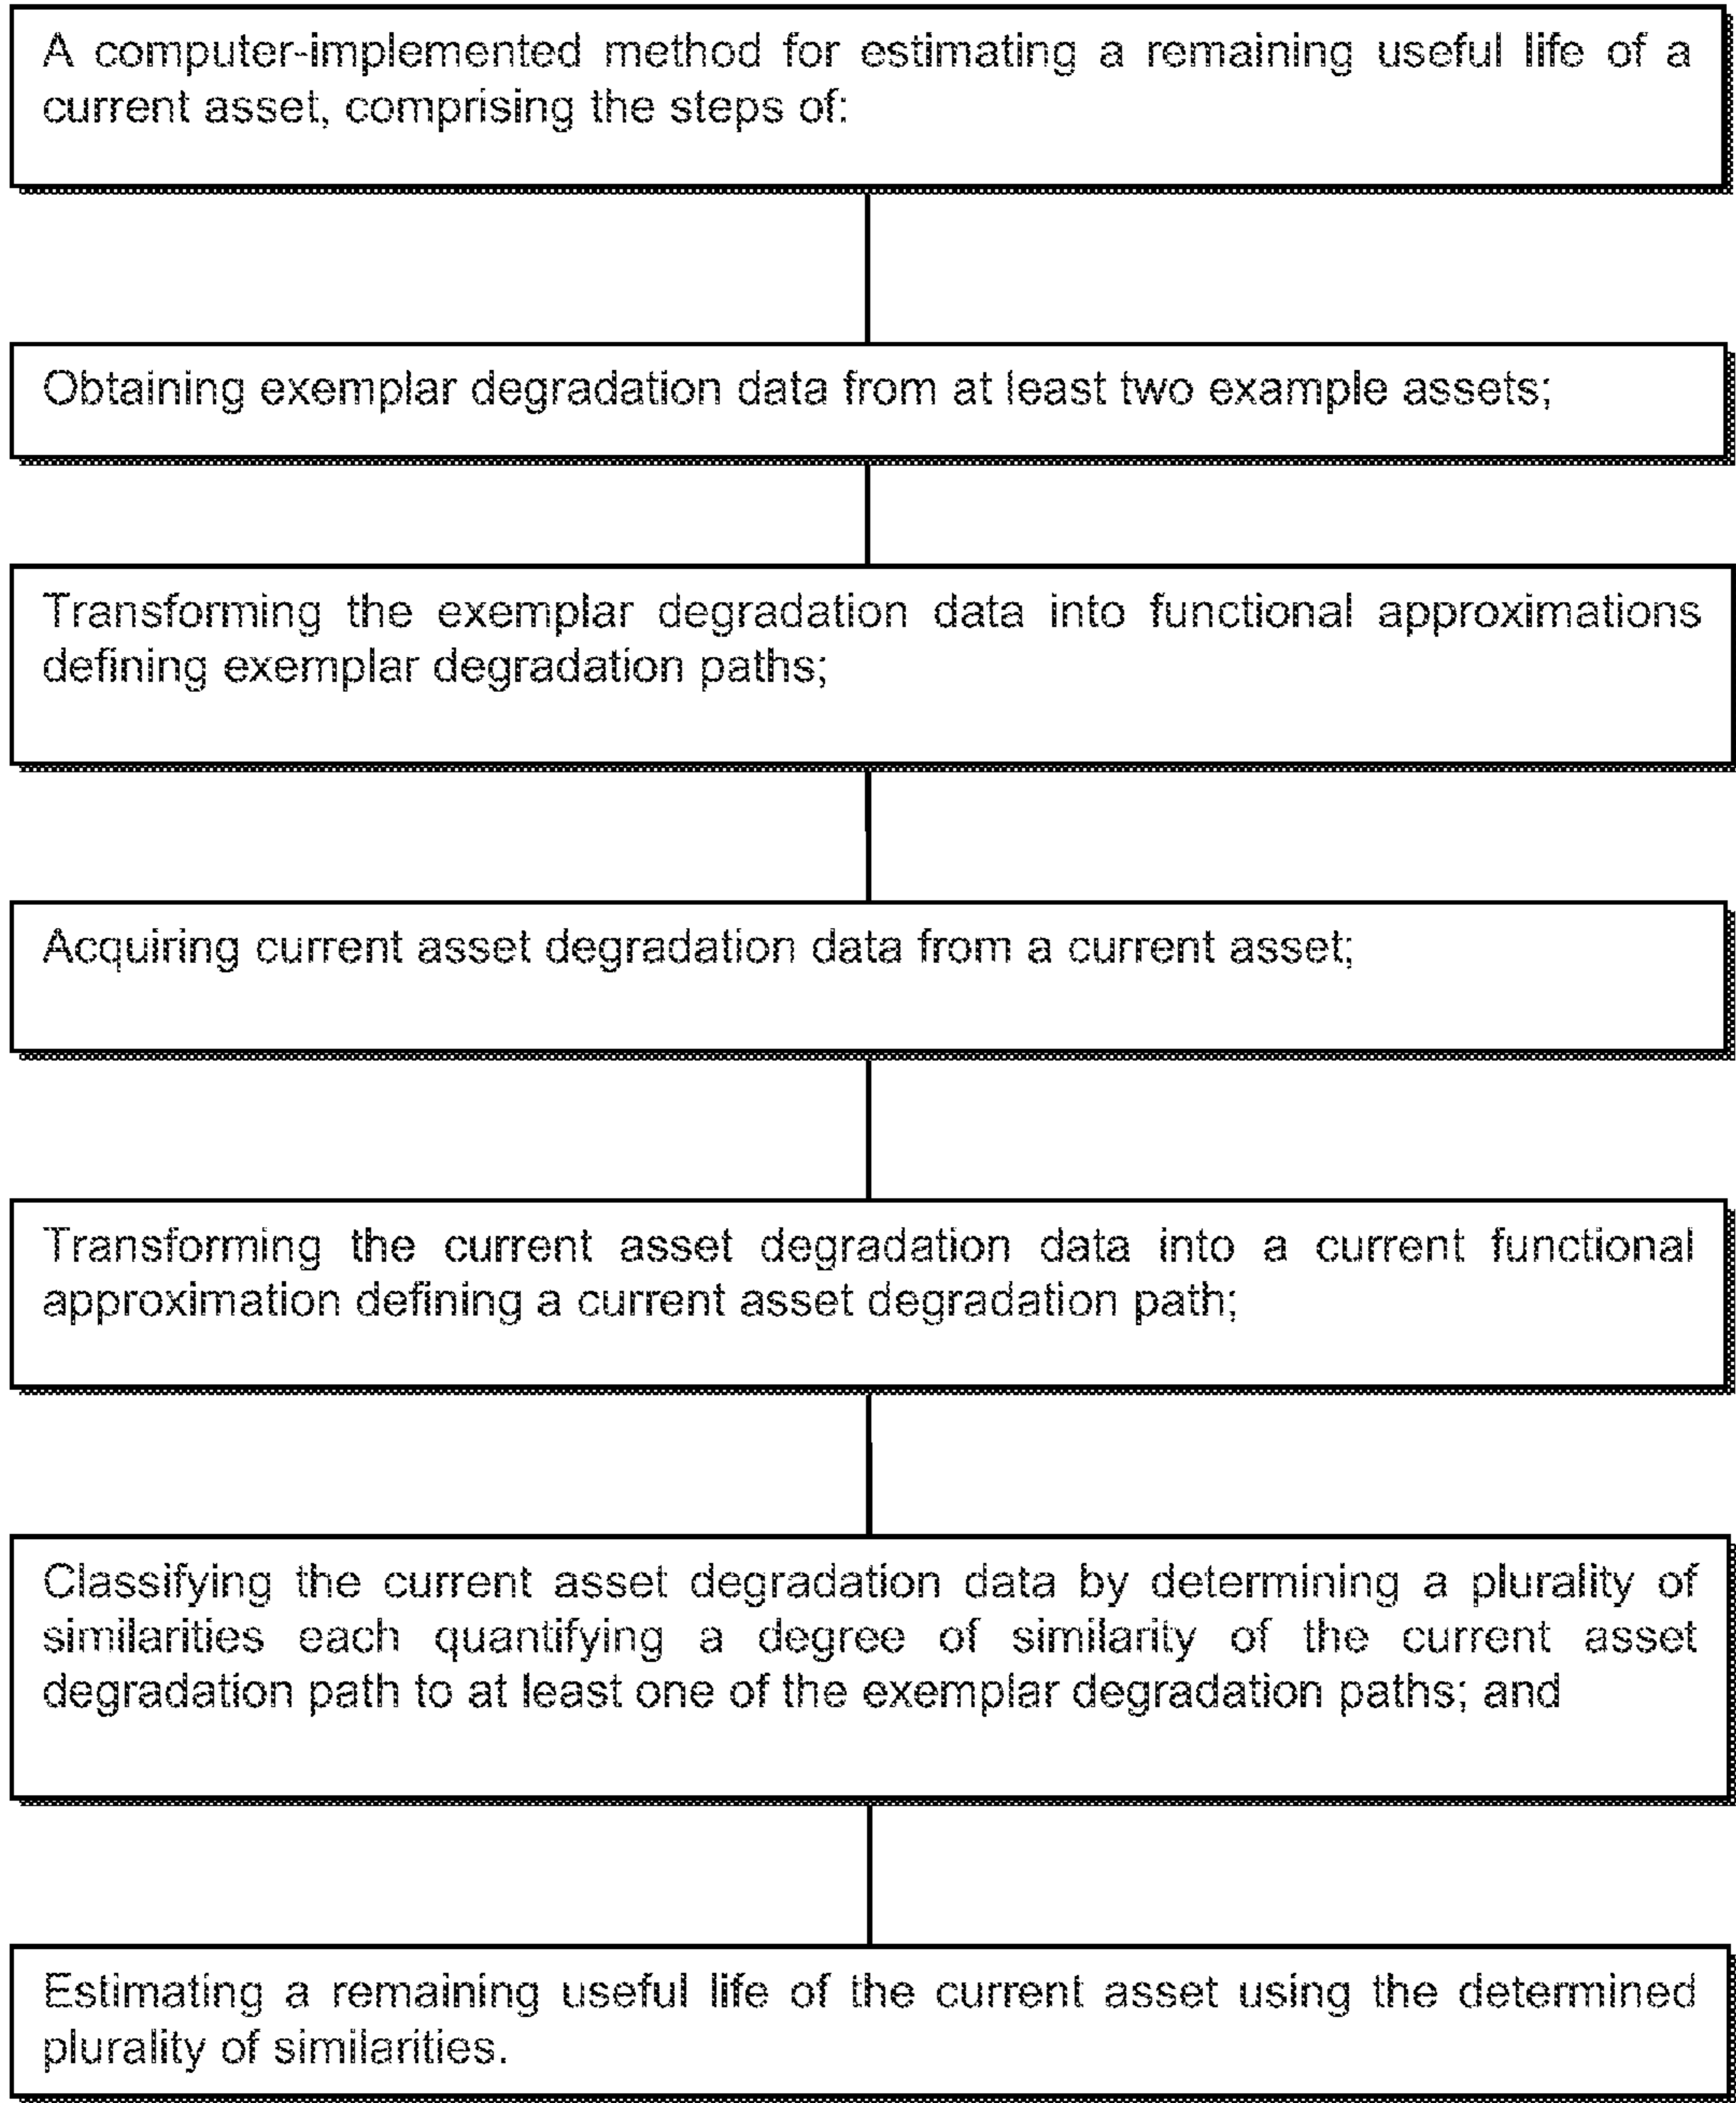 A computer-implemented method for estimating a remaining useful life of a
current asset, comprising the steps of:
Obtaining exemplar degradation data from at least two example assets;
Transforming the exemplar degradation data into functional approximations
defining exemplar degradation paths;
Acquiring current asset degradation data from a current asset;
Transforming the current asset degradation data into a current functional
approximation defining a current asset degradation path;
Classifying the current asset degradation data by determining a plurality of
similarities each quantifying a degree of similarity of the current asset
degradation path to at least one of the exemplar degradation paths; and
Estimating a remaining useful life of the current asset using the determined
plurality of similarities.